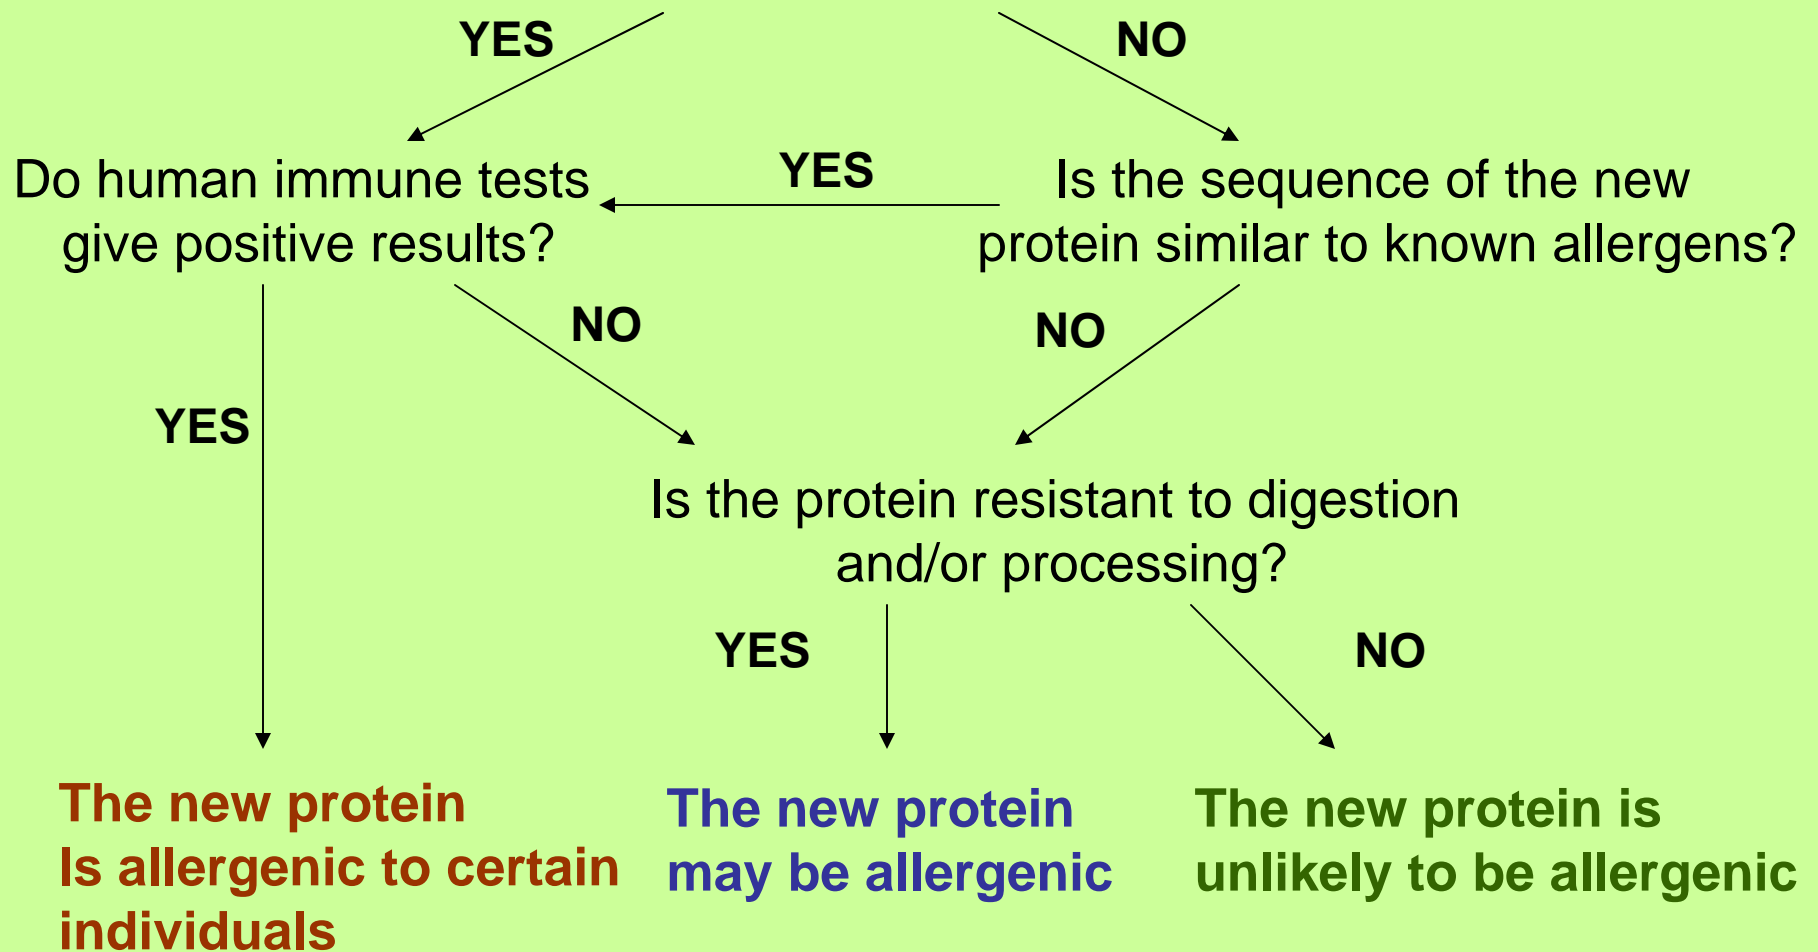 YES
NO
Do human immune tests
give positive results?
YES
Is the sequence of the new
protein similar to known allergens?
NO
NO
YES
Is the protein resistant to digestion
and/or processing?
YES
NO
The new protein
Is allergenic to certain
individuals
The new protein
may be allergenic
The new protein is
unlikely to be allergenic